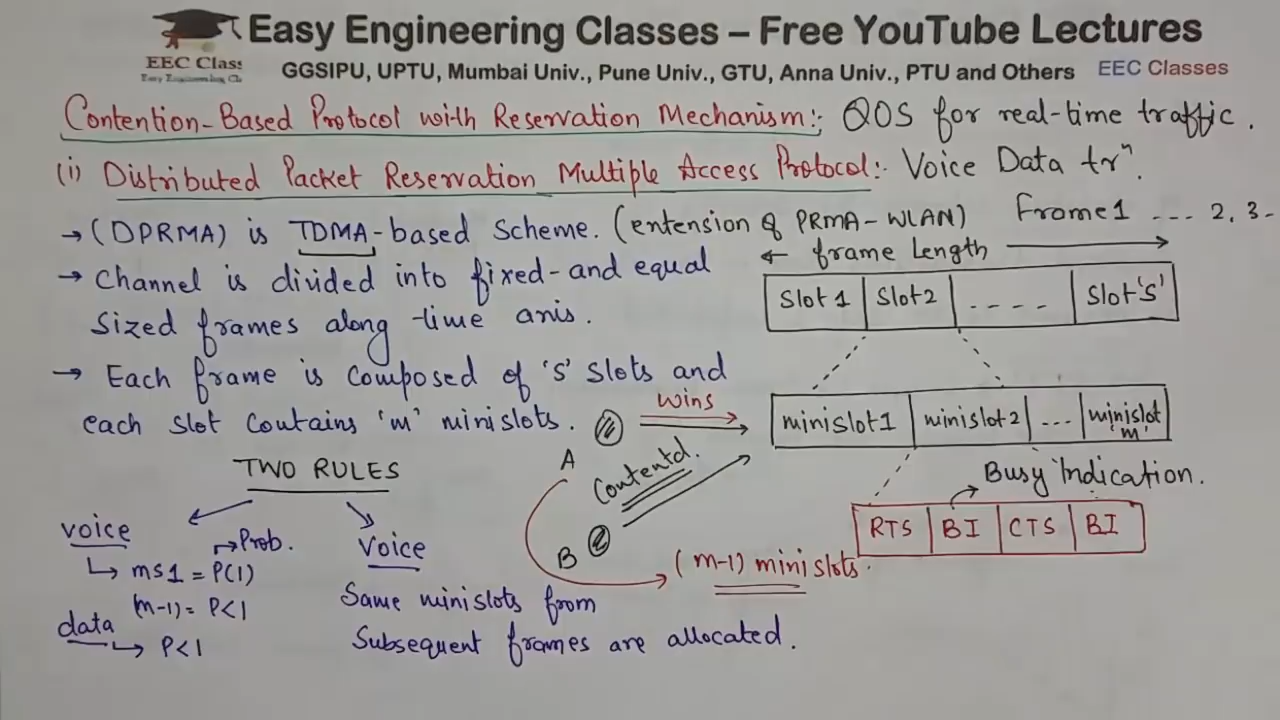 Easy Engineering Classes – Free YouTube Lectures
EEC Class
Easy Engineering Cl
GGSIPU, UPTU, Mumbai Univ., Pune Univ., GTU, Anna Univ., PTU and Others EEC Classes
Contention-Based Protocol with Reservation Mechanism:- QOS for real-time traffic.
(i) Distributed Packet Reservation Multiple Access Protocol:- Voice Data trⁿ.
→ (DPRMA) is TDMA-based Scheme. (extension of PRMA-WLAN)
Frome1 --- 2, 3-
← frame Length →
→ Channel is divided into fixed-and equal
sized frames along time axis.
Slot 1 Slot2 ---- Slot's'
→ Each frame is composed of 's' slots and
each slot contains 'm' minislots.
minislot1 minislot2 ... minislot 'm'
Wins
A
Contentd.
B
(m-1) minislots.
Busy Indication.
RTS BI CTS BI
TWO RULES
voice
→ Prob.
↳ ms1 = P(1)
(m-1) = P<1
data
↳ P<1
Voice
Same minislots from
Subsequent frames are allocated.